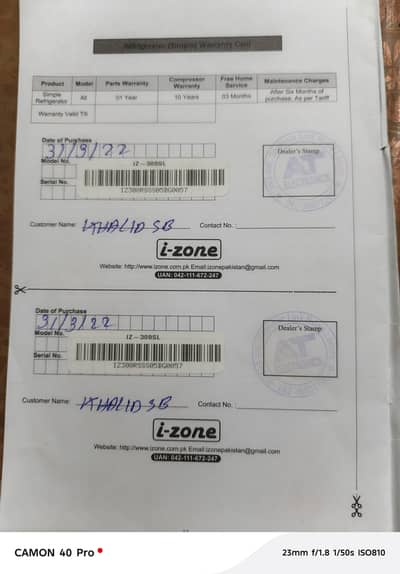 Refrigerator (Simple) Warranty Card
Product Model Parts Warranty Compressor Warranty Free Home Service Maintenance Charges
Simple Refrigerator All 01 Year 10 Years 03 Months After Six Months of purchase. As per Tariff
Warranty Valid Till
Date of Purchase
31/3/22
Dealer's Stamp
Model No.
IZ-308SL
Serial No.
AT
Customer Name: KHALID SB Contact No.
i-zone
Website: http://www.izone.com.pk Email:izonepakistan@gmail.com
UAN: 042-111-672-247
Date of Purchase
31/3/22
Dealer's Stamp
Model No.
IZ-308SL
Serial No.
AT
Customer Name: KHALID SB Contact No.
i-zone
Website: http://www.izone.com.pk Email:izonepakistan@gmail.com
UAN: 042-111-672-247
CAMON 40 Pro 23mm f/1.8 1/50s ISO810